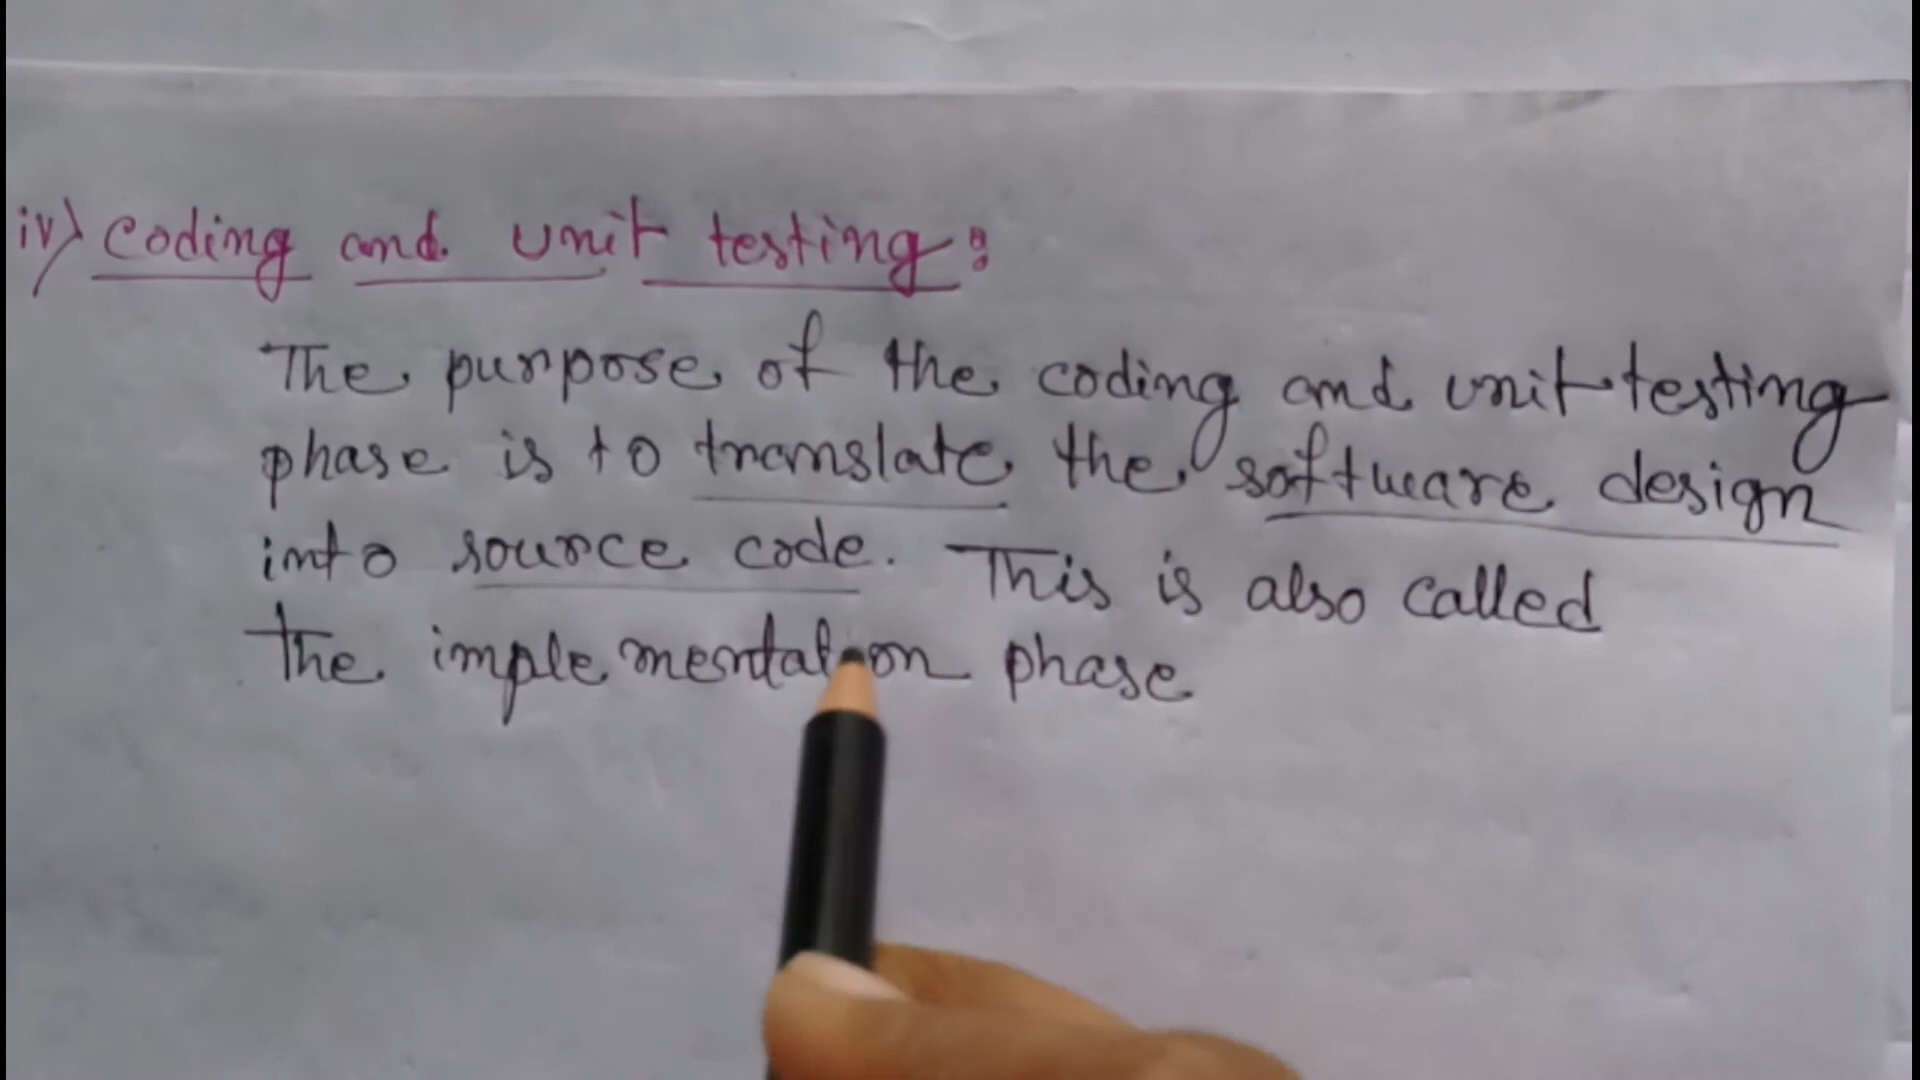 iv) Coding and unit testing:
The purpose of the coding and unit testing
phase is to translate the software design
into source code. This is also called
the implementation phase